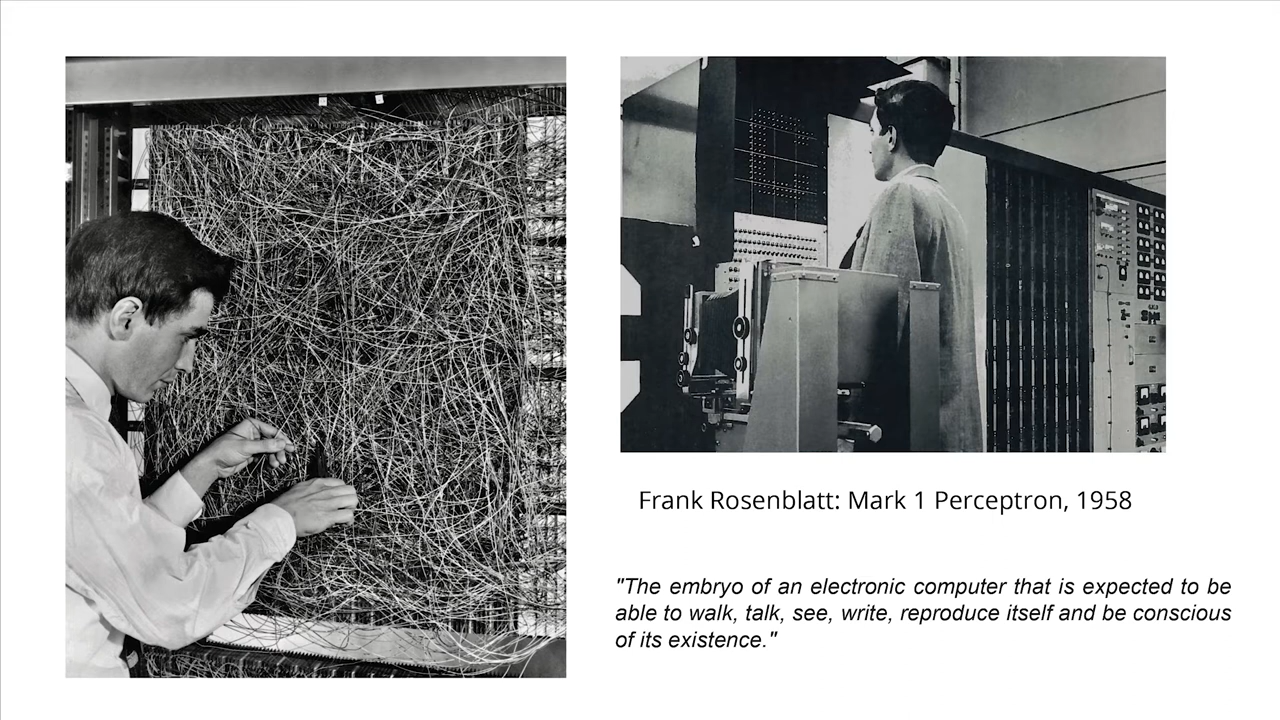 Frank Rosenblatt: Mark 1 Perceptron, 1958
"The embryo of an electronic computer that is expected to be
able to walk, talk, see, write, reproduce itself and be conscious
of its existence."